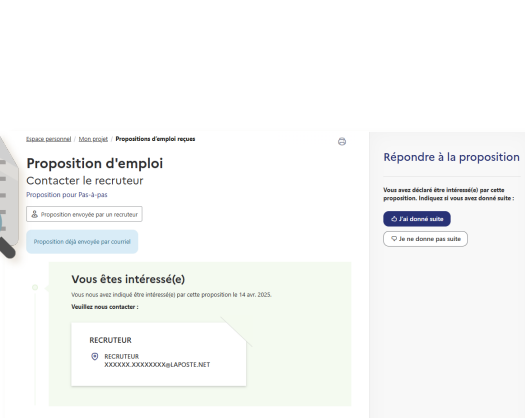 Espace personnel / Mon projet / Propositions d'emploi reçues
Proposition d'emploi
Contacter le recruteur
Proposition pour Pas-à-pas
Proposition envoyée par un recruteur
Proposition déjà envoyée par courriel
Vous êtes intéressé(e)
Vous nous avez indiqué être intéressé(e) par cette proposition le 14 avr. 2025.
Veuillez nous contacter :
RECRUTEUR
RECRUTEUR
XXXXXX.XXXXXXXX@LAPOSTE.NET
Répondre à la proposition
Vous avez déclaré être intéressé(e) par cette
proposition. Indiquez si vous avez donné suite :
J'ai donné suite
Je ne donne pas suite